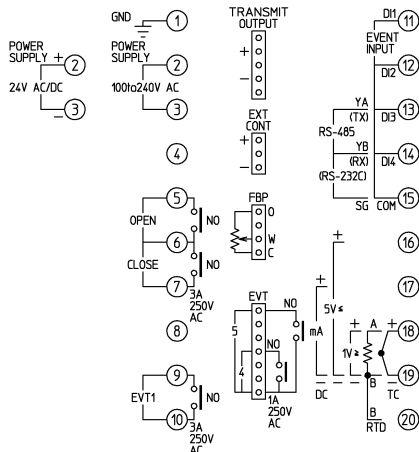 GND
1
POWER
SUPPLY
+
2
24V AC/DC
–
3
POWER
SUPPLY
2
100to240V AC
3
4
5
OPEN
NO
6
CLOSE
NO
7
3A
250V
AC
8
9
EVT1
NO
10
3A
250V
AC
TRANSMIT
OUTPUT
+
–
EXT
CONT
+
–
FBP
O
W
C
EVT
NO
5
NO
4
1A
250V
AC
DI1
11
EVENT
INPUT
DI2
12
YA
(TX)
DI3
13
RS-485
YB
(RX)
DI4
14
(RS-232C)
SG
COM
15
+
16
+
17
5V≤
mA
+
A
+
18
1V≥
–
–
–
B
–
19
DC
TC
B
RTD
20